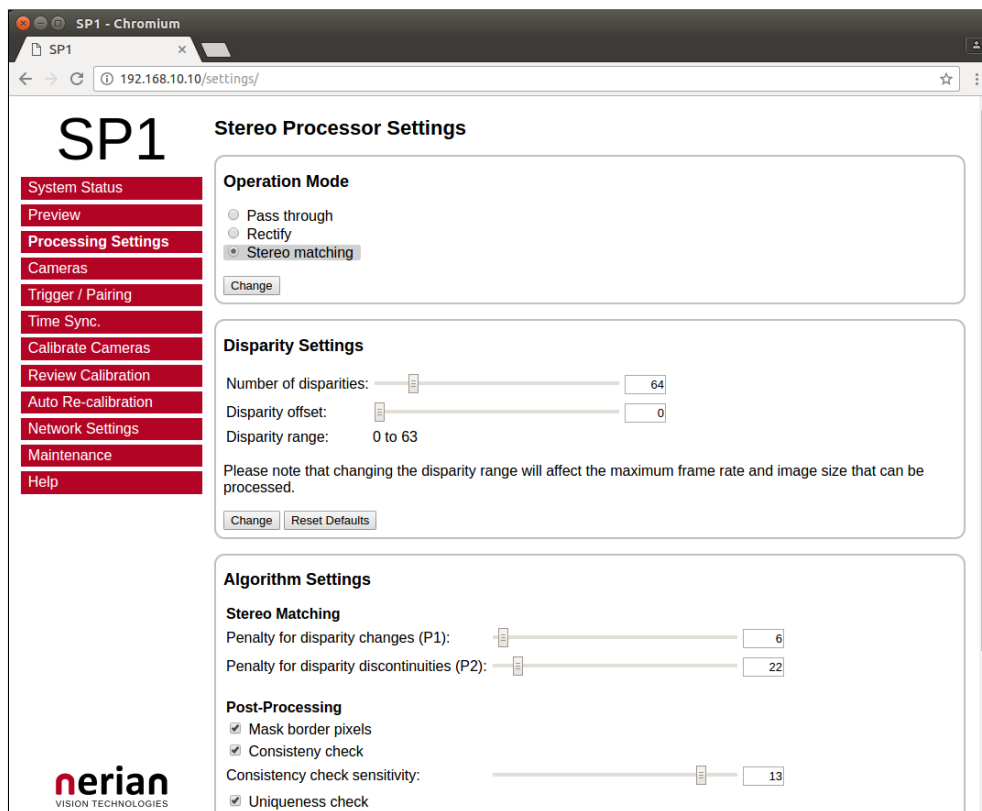 SP1 - Chromium
SP1
192.168.10.10/settings/
SP1
System Status
Preview
Processing Settings
Cameras
Trigger / Pairing
Time Sync.
Calibrate Cameras
Review Calibration
Auto Re-calibration
Network Settings
Maintenance
Help
nerian
VISION TECHNOLOGIES
Stereo Processor Settings
Operation Mode
Pass through
Rectify
Stereo matching
Change
Disparity Settings
Number of disparities: 64
Disparity offset: 0
Disparity range: 0 to 63
Please note that changing the disparity range will affect the maximum frame rate and image size that can be
processed.
Change Reset Defaults
Algorithm Settings
Stereo Matching
Penalty for disparity changes (P1): 6
Penalty for disparity discontinuities (P2): 22
Post-Processing
Mask border pixels
Consisteny check
Consistency check sensitivity: 13
Uniqueness check